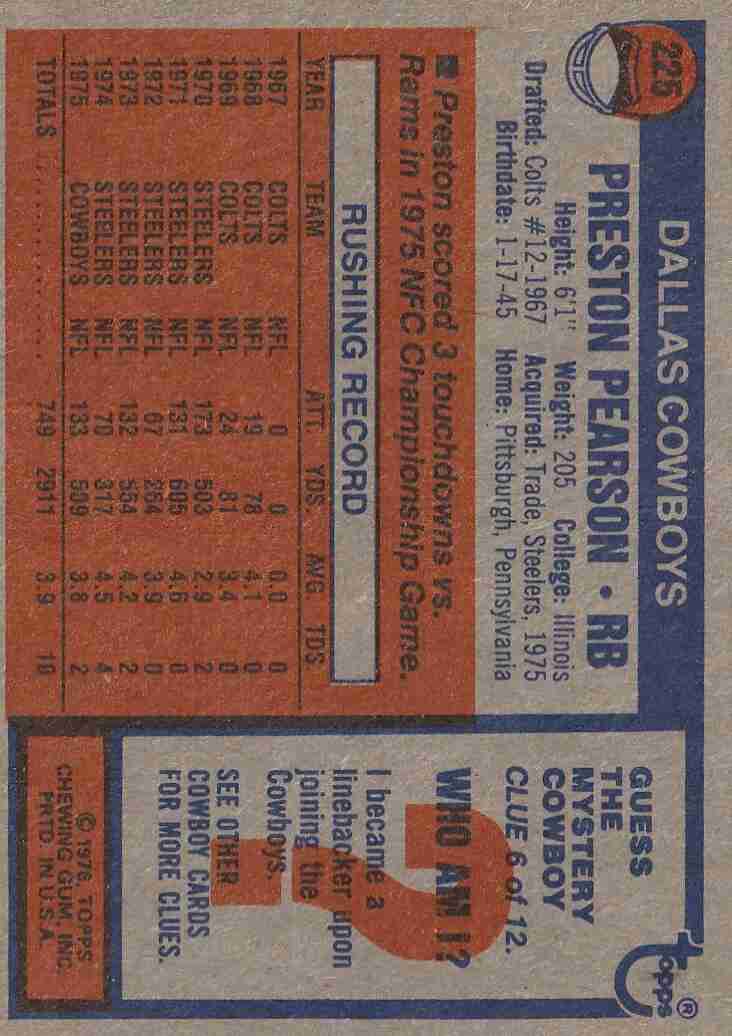 225
DALLAS COWBOYS
PRESTON PEARSON • RB
Height: 6'1" Weight: 205 College: Illinois
Drafted: Colts #12-1967 Acquired: Trade, Steelers, 1975
Birthdate: 1-17-45 Home: Pittsburgh, Pennsylvania
■ Preston scored 3 touchdowns vs.
Rams in 1975 NFC Championship Game.
RUSHING RECORD
YEAR TEAM ATT. YDS. AVG. TDS
1967 COLTS NFL 0 0 0.0 0
1968 COLTS NFL 19 78 4.1 0
1969 COLTS NFL 24 81 3.4 0
1970 STEELERS NFL 173 503 2.9 2
1971 STEELERS NFL 131 605 4.6 0
1972 STEELERS NFL 67 264 3.9 0
1973 STEELERS NFL 132 554 4.2 2
1974 STEELERS NFL 70 317 4.5 4
1975 COWBOYS NFL 133 509 3.8 2
TOTALS .................. 749 2911 3.9 10
topps®
GUESS
THE
MYSTERY
COWBOY
CLUE 6 of 12.
WHO AM I?
I became a
linebacker upon
joining the
Cowboys.
SEE OTHER
COWBOY CARDS
FOR MORE CLUES.
?
© 1976, TOPPS
CHEWING GUM, INC.
PRTD IN U.S.A.